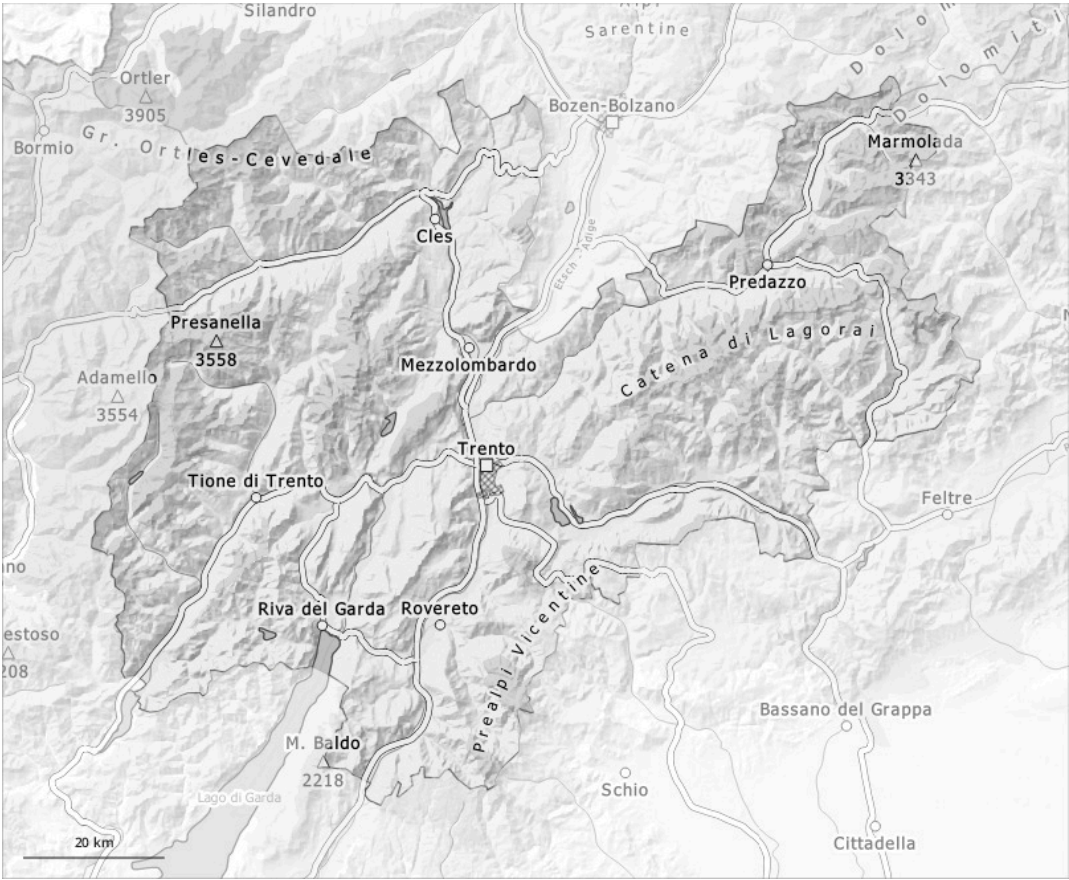 Silandro
Sarentine
Dolomiti
Ortler
3905
Bozen-Bolzano
Bormio
Gr. Ortles-Cevedale
Marmolada
3343
Cles
Etsch - Adige
Predazzo
Presanella
3558
Catena di Lagorai
Mezzolombardo
Adamello
3554
Trento
Tione di Trento
Feltre
Riva del Garda
Rovereto
Prealpi Vicentine
Bassano del Grappa
M. Baldo
2218
Schio
Lago di Garda
20 km
Cittadella